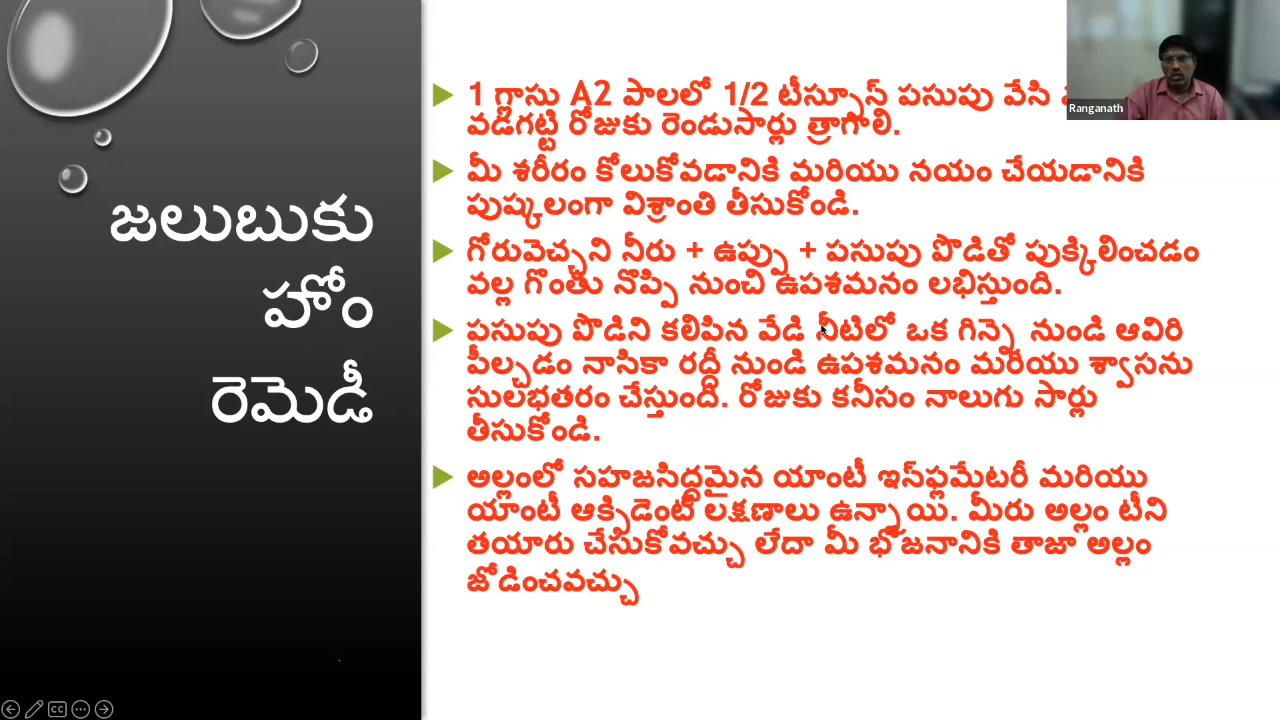 జలుబుకు
హోం
రెమెడీ
1 గ్లాసు A2 పాలలో 1/2 టీస్పూన్ పసుపు వేసి
వడగట్టి రోజుకు రెండుసార్లు త్రాగాలి.
మీ శరీరం కోలుకోవడానికి మరియు నయం చేయడానికి
పుష్కలంగా విశ్రాంతి తీసుకోండి.
గోరువెచ్చని నీరు + ఉప్పు + పసుపు పొడితో పుక్కిలించడం
వల్ల గొంతు నొప్పి నుంచి ఉపశమనం లభిస్తుంది.
పసుపు పొడిని కలిపిన వేడి నీటిలో ఒక గిన్నె నుండి ఆవిరి
పీల్చడం నాసికా రద్దీ నుండి ఉపశమనం మరియు శ్వాసను
సులభతరం చేస్తుంది. రోజుకు కనీసం నాలుగు సార్లు
తీసుకోండి.
అల్లంలో సహజసిద్ధమైన యాంటీ ఇన్‌ఫ్లమేటరీ మరియు
యాంటీ ఆక్సిడెంట్ లక్షణాలు ఉన్నాయి. మీరు అల్లం టీని
తయారు చేసుకోవచ్చు లేదా మీ భోజనానికి తాజా అల్లం
జోడించవచ్చు
Ranganath
CC